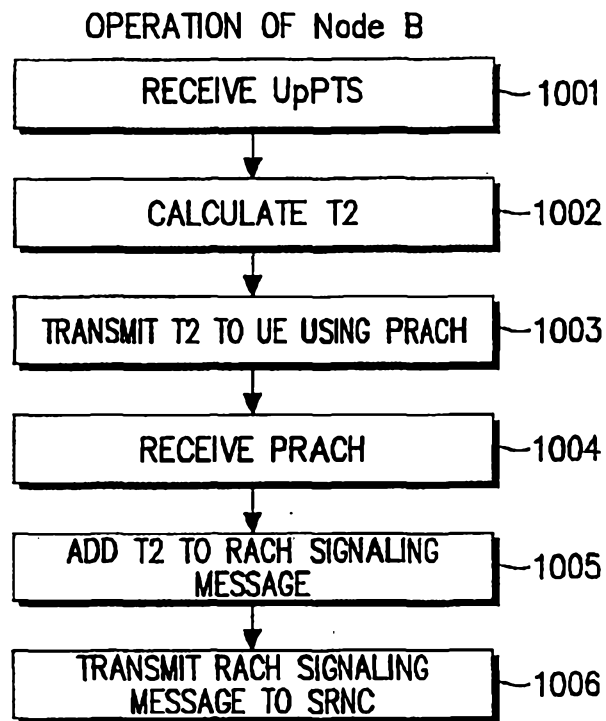 OPERATION OF Node B
RECEIVE UpPTS
1001
CALCULATE T2
1002
TRANSMIT T2 TO UE USING PRACH
1003
RECEIVE PRACH
1004
ADD T2 TO RACH SIGNALING
MESSAGE
1005
TRANSMIT RACH SIGNALING
MESSAGE TO SRNC
1006